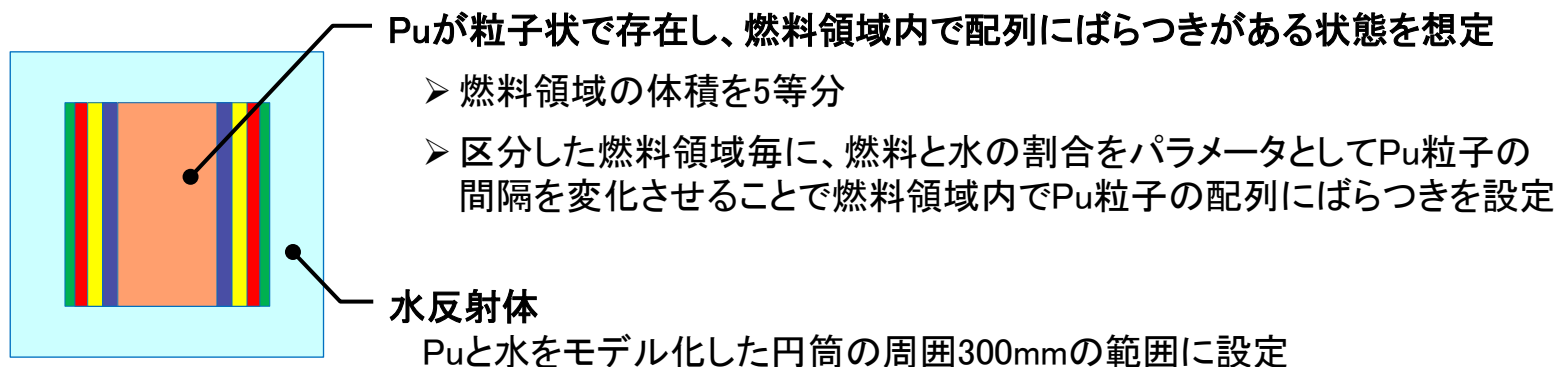 Puが粒子状で存在し、燃料領域内で配列にばらつきがある状態を想定
➢ 燃料領域の体積を5等分
➢ 区分した燃料領域毎に、燃料と水の割合をパラメータとしてPu粒子の
間隔を変化させることで燃料領域内でPu粒子の配列にばらつきを設定
水反射体
Puと水をモデル化した円筒の周囲300mmの範囲に設定